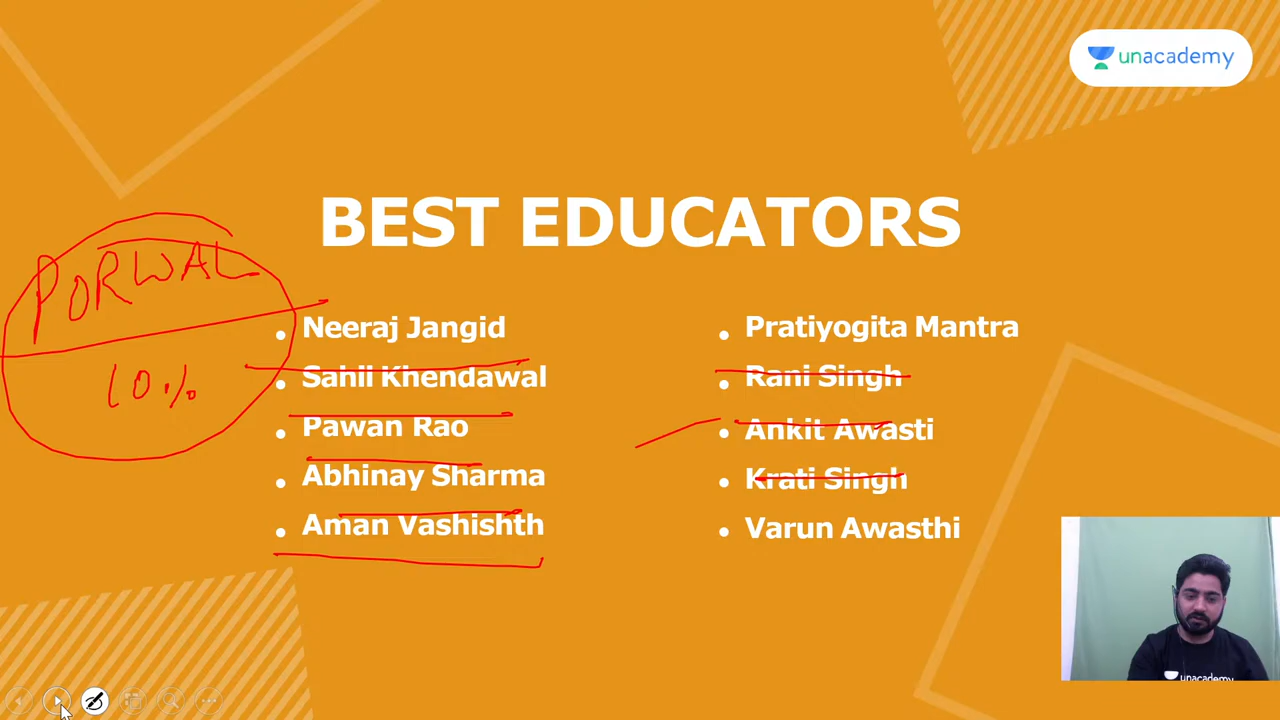 unacademy
BEST EDUCATORS
PORWAL
10%
Neeraj Jangid
Sahil Khendawal
Pawan Rao
Abhinay Sharma
Aman Vashishth
Pratiyogita Mantra
Rani Singh
Ankit Awasti
Krati Singh
Varun Awasthi
unacademy